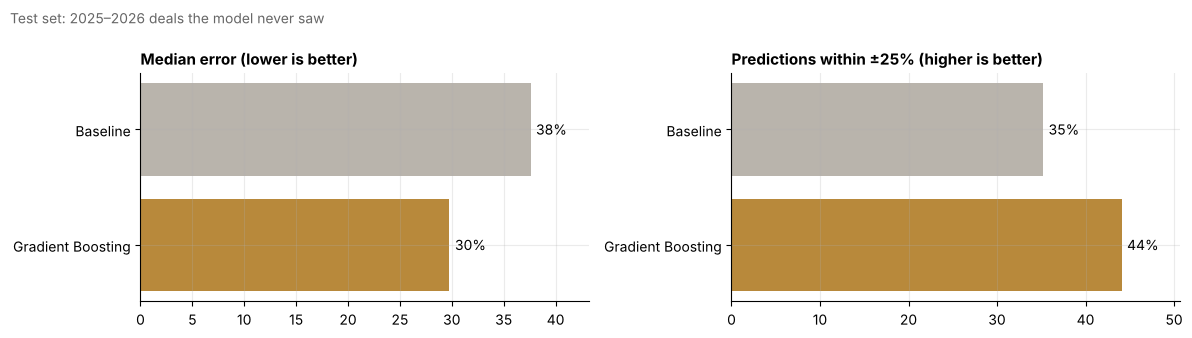 Test set: 2025–2026 deals the model never saw
Median error (lower is better)
Baseline
38%
Gradient Boosting
30%
0 5 10 15 20 25 30 35 40
Predictions within ±25% (higher is better)
Baseline
35%
Gradient Boosting
44%
0 10 20 30 40 50